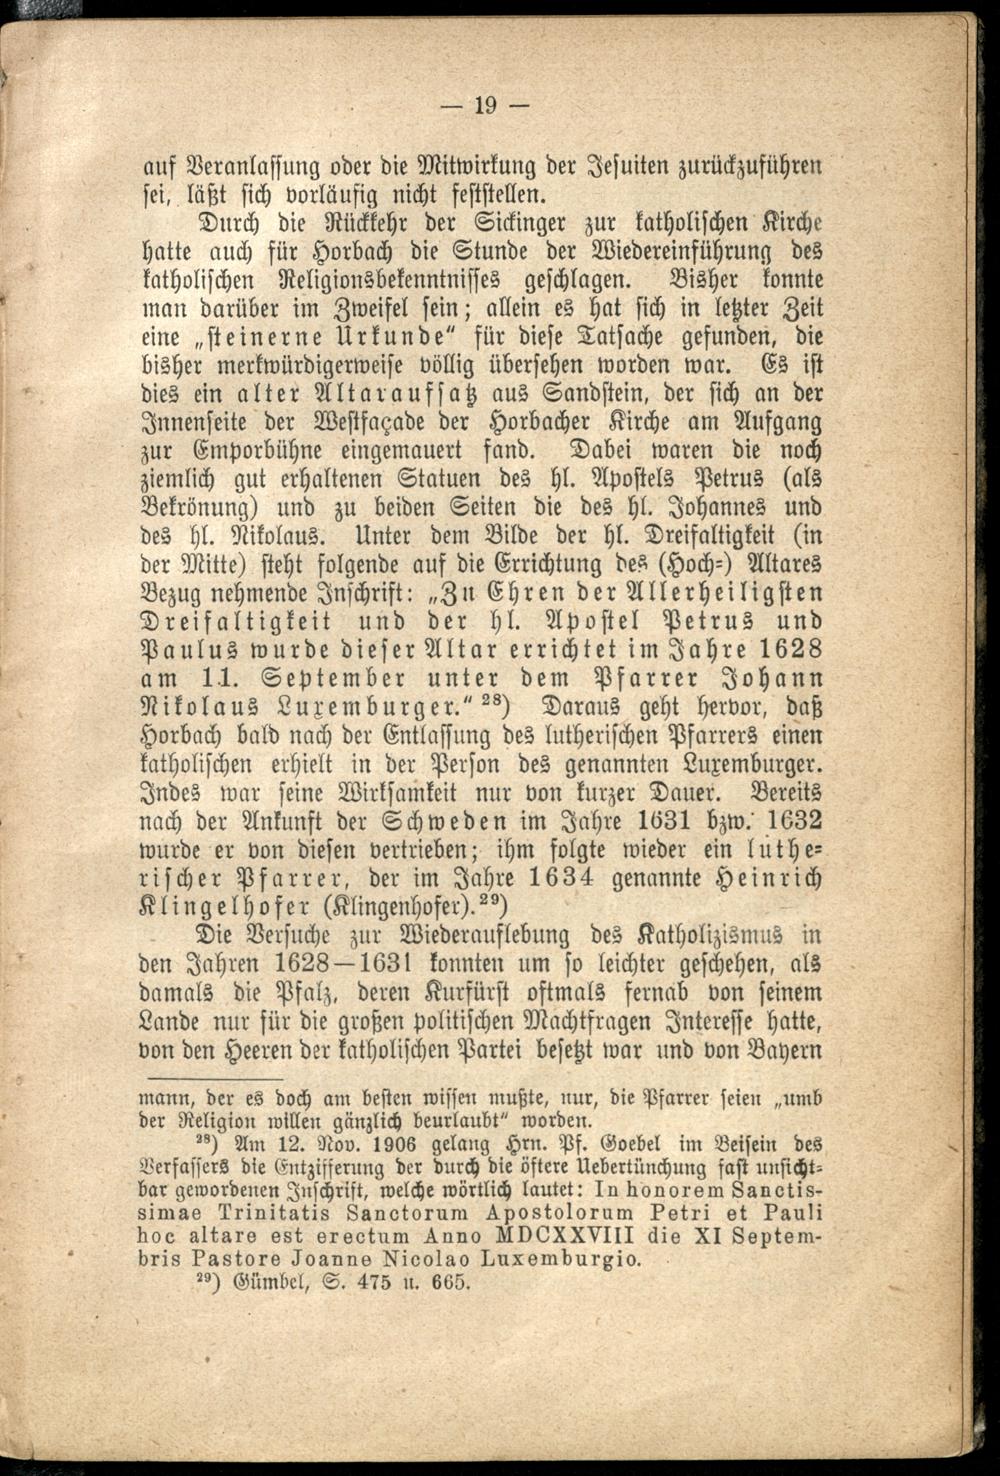 — 19 —
auf Veranlassung oder die Mitwirkung der Jesuiten zurückzuführen
sei, läßt sich vorläufig nicht feststellen.
Durch die Rückkehr der Sickinger zur katholischen Kirche
hatte auch für Horbach die Stunde der Wiedereinführung des
katholischen Religionsbekenntnisses geschlagen. Bisher konnte
man darüber im Zweifel sein; allein es hat sich in letzter Zeit
eine „steinerne Urkunde" für diese Tatsache gefunden, die
bisher merkwürdigerweise völlig übersehen worden war. Es ist
dies ein alter Altaraufsatz aus Sandstein, der sich an der
Innenseite der Westfaçade der Horbacher Kirche am Aufgang
zur Emporbühne eingemauert fand. Dabei waren die noch
ziemlich gut erhaltenen Statuen des hl. Apostels Petrus (als
Bekrönung) und zu beiden Seiten die des hl. Johannes und
des hl. Nikolaus. Unter dem Bilde der hl. Dreifaltigkeit (in
der Mitte) steht folgende auf die Errichtung des (Hoch-) Altares
Bezug nehmende Inschrift: „Zu Ehren der Allerheiligsten
Dreifaltigkeit und der hl. Apostel Petrus und
Paulus wurde dieser Altar errichtet im Jahre 1628
am 11. September unter dem Pfarrer Johann
Nikolaus Luxemburger." ²⁸) Daraus geht hervor, daß
Horbach bald nach der Entlassung des lutherischen Pfarrers einen
katholischen erhielt in der Person des genannten Luxemburger.
Indes war seine Wirksamkeit nur von kurzer Dauer. Bereits
nach der Ankunft der Schweden im Jahre 1631 bzw. 1632
wurde er von diesen vertrieben; ihm folgte wieder ein luthe-
rischer Pfarrer, der im Jahre 1634 genannte Heinrich
Klingelhofer (Klingenhofer).²⁹)
Die Versuche zur Wiederauflebung des Katholizismus in
den Jahren 1628—1631 konnten um so leichter geschehen, als
damals die Pfalz, deren Kurfürst oftmals fernab von seinem
Lande nur für die großen politischen Machtfragen Interesse hatte,
von den Heeren der katholischen Partei besetzt war und von Bayern
mann, der es doch am besten wissen mußte, nur, die Pfarrer seien „umb
der Religion willen gänzlich beurlaubt" worden.
²⁸) Am 12. Nov. 1906 gelang Hrn. Pf. Goebel im Beisein des
Verfassers die Entzifferung der durch die öftere Uebertünchung fast unsicht-
bar gewordenen Inschrift, welche wörtlich lautet: In honorem Sanctis-
simae Trinitatis Sanctorum Apostolorum Petri et Pauli
hoc altare est erectum Anno MDCXXVIII die XI Septem-
bris Pastore Joanne Nicolao Luxemburgio.
²⁹) Gümbel, S. 475 u. 665.